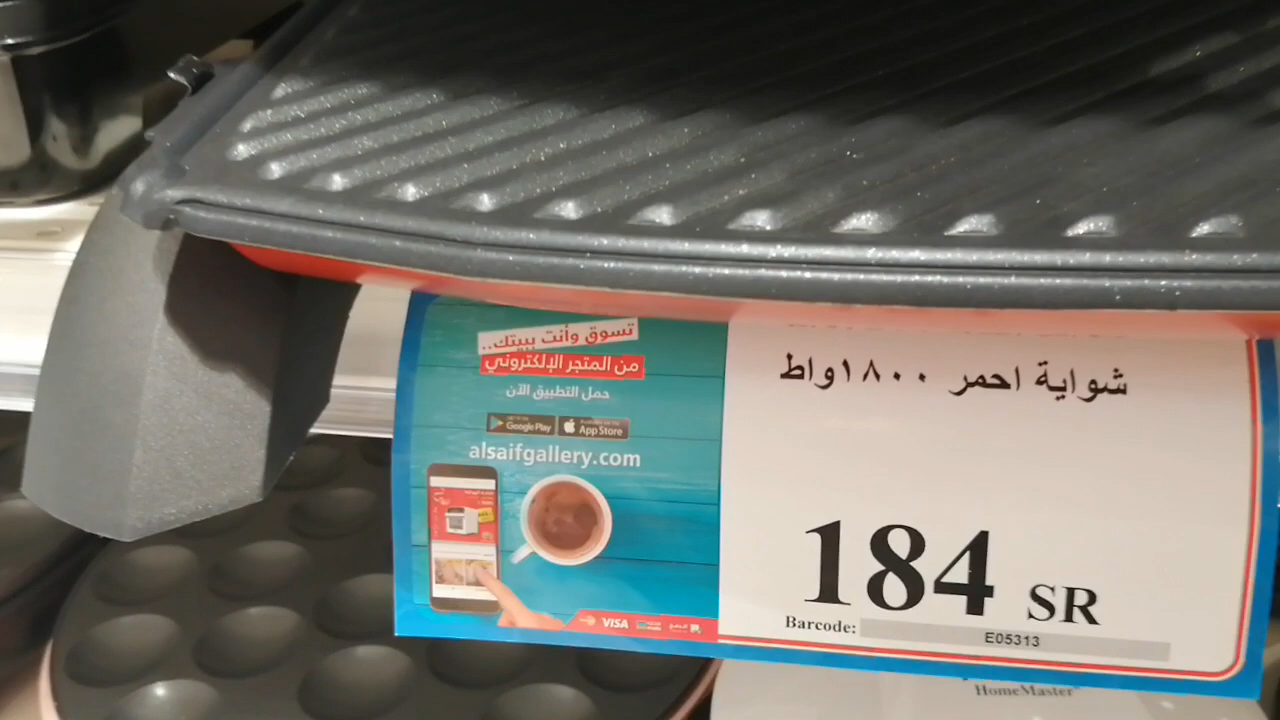 تسوق وأنت ببيتك..
من المتجر الإلكتروني
حمل التطبيق الآن
Google Play
App Store
alsaifgallery.com
VISA
شواية احمر ١٨٠٠واط
184 SR
Barcode: E05313
HomeMaster